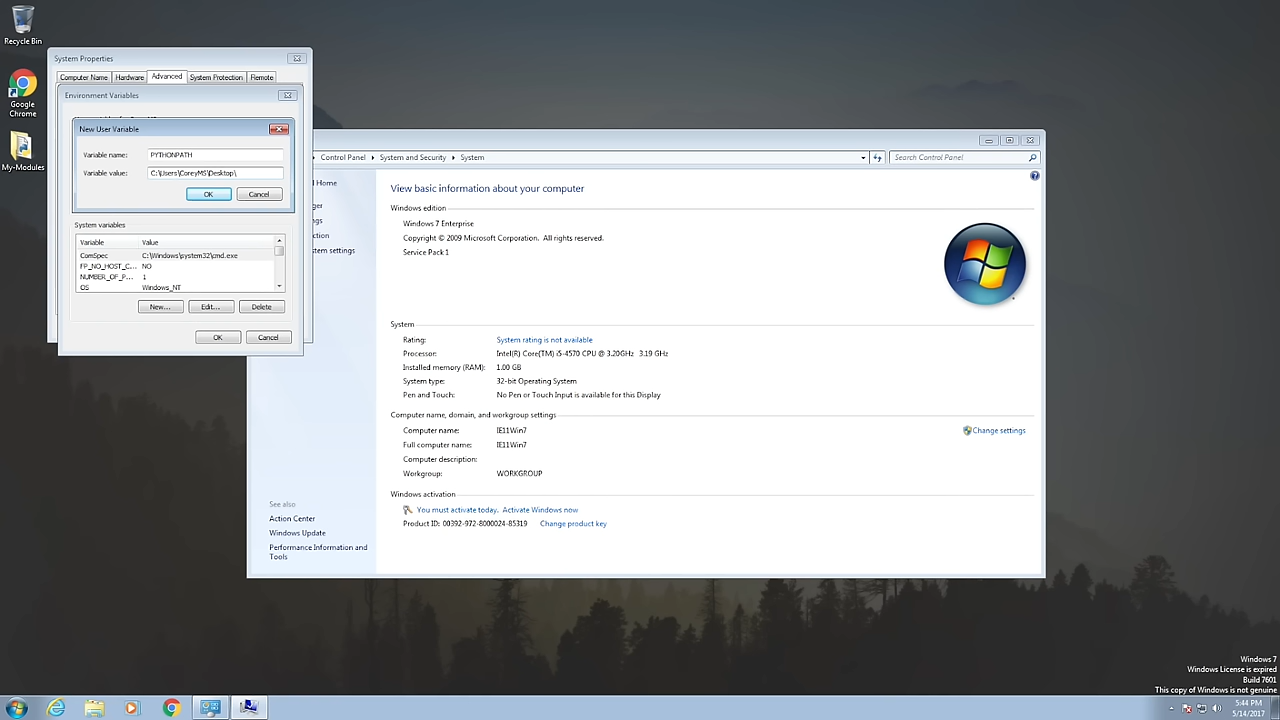 Recycle Bin
Google
Chrome
My-Modules
System Properties
Computer Name
Hardware
Advanced
System Protection
Remote
Environment Variables
New User Variable
Variable name:
PYTHONPATH
Variable value:
C:\Users\CoreyMS\Desktop\
OK
Cancel
System variables
Variable
Value
ComSpec
C:\Windows\system32\cmd.exe
FP_NO_HOST_C...
NO
NUMBER_OF_P...
1
OS
Windows_NT
New...
Edit...
Delete
OK
Cancel
Control Panel
System and Security
System
Search Control Panel
Home
View basic information about your computer
Windows edition
Windows 7 Enterprise
Copyright © 2009 Microsoft Corporation. All rights reserved.
Service Pack 1
System
Rating:
System rating is not available
Processor:
Intel(R) Core(TM) i5-4570 CPU @ 3.20GHz 3.19 GHz
Installed memory (RAM):
1.00 GB
System type:
32-bit Operating System
Pen and Touch:
No Pen or Touch Input is available for this Display
Computer name, domain, and workgroup settings
Computer name:
IE11Win7
Change settings
Full computer name:
IE11Win7
Computer description:
Workgroup:
WORKGROUP
Windows activation
You must activate today. Activate Windows now
Product ID: 00392-972-8000024-85319
Change product key
See also
Action Center
Windows Update
Performance Information and
Tools
Windows 7
Windows License is expired
Build 7601
This copy of Windows is not genuine
5:44 PM
5/14/2017